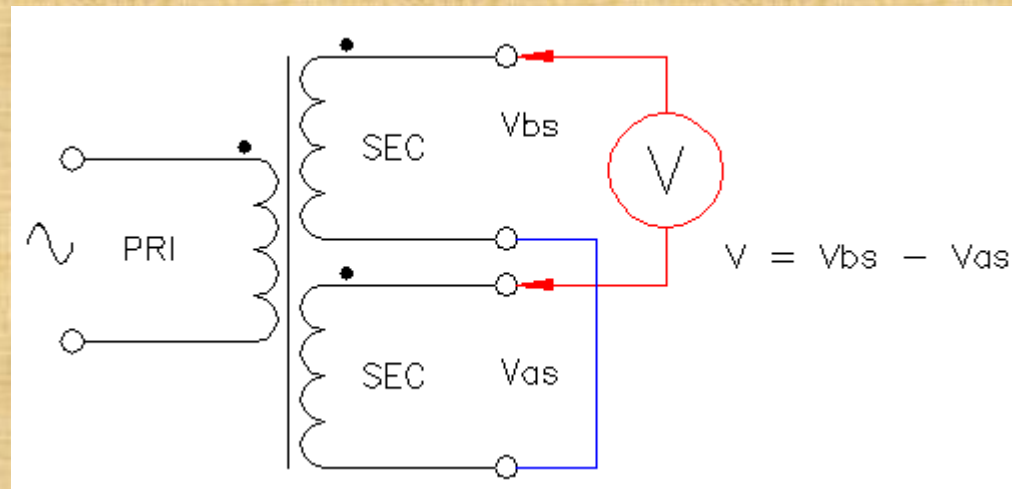 Vbs
SEC
V
PRI
V = Vbs - Vas
SEC
Vas